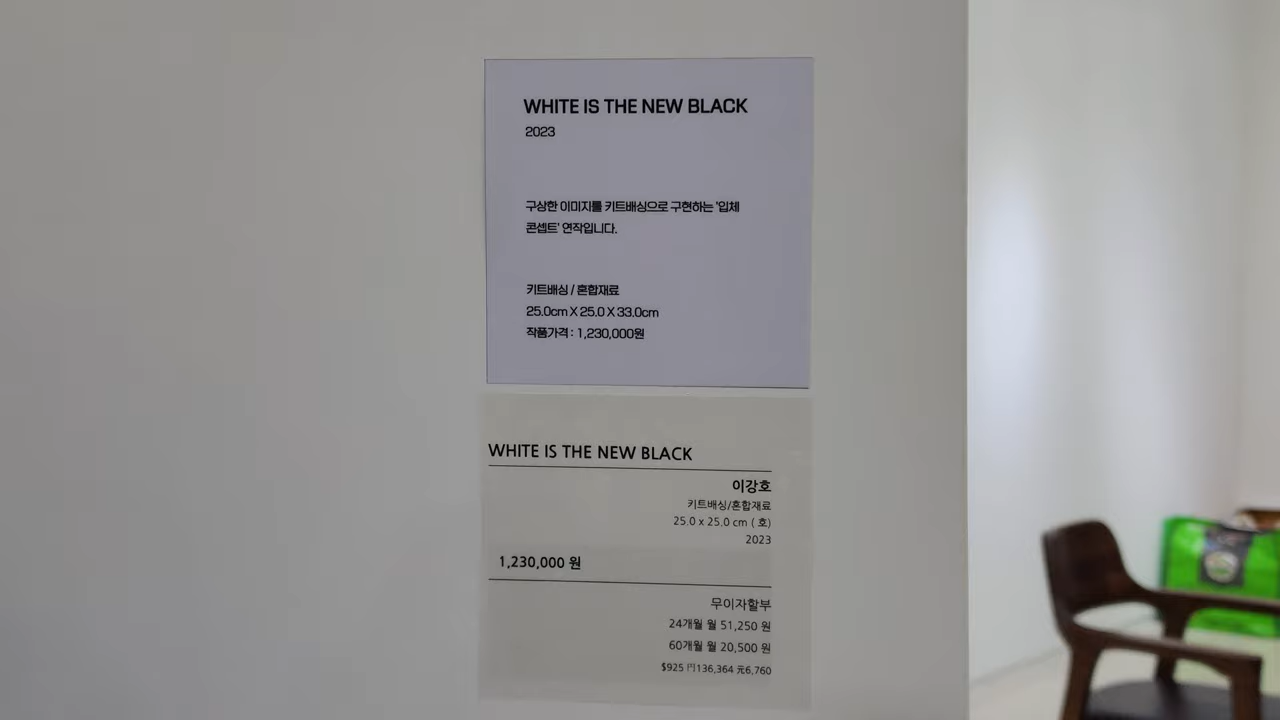 WHITE IS THE NEW BLACK
2023
구상한 이미지를 키트배싱으로 구현하는 '입체
콘셉트' 연작입니다.
키트배싱 / 혼합재료
25.0cm X 25.0 X 33.0cm
작품가격 : 1,230,000원
WHITE IS THE NEW BLACK
이강호
키트배싱/혼합재료
25.0 x 25.0 cm ( 호)
2023
1,230,000 원
무이자할부
24개월 월 51,250 원
60개월 월 20,500 원
$925 円136,364 元6,760